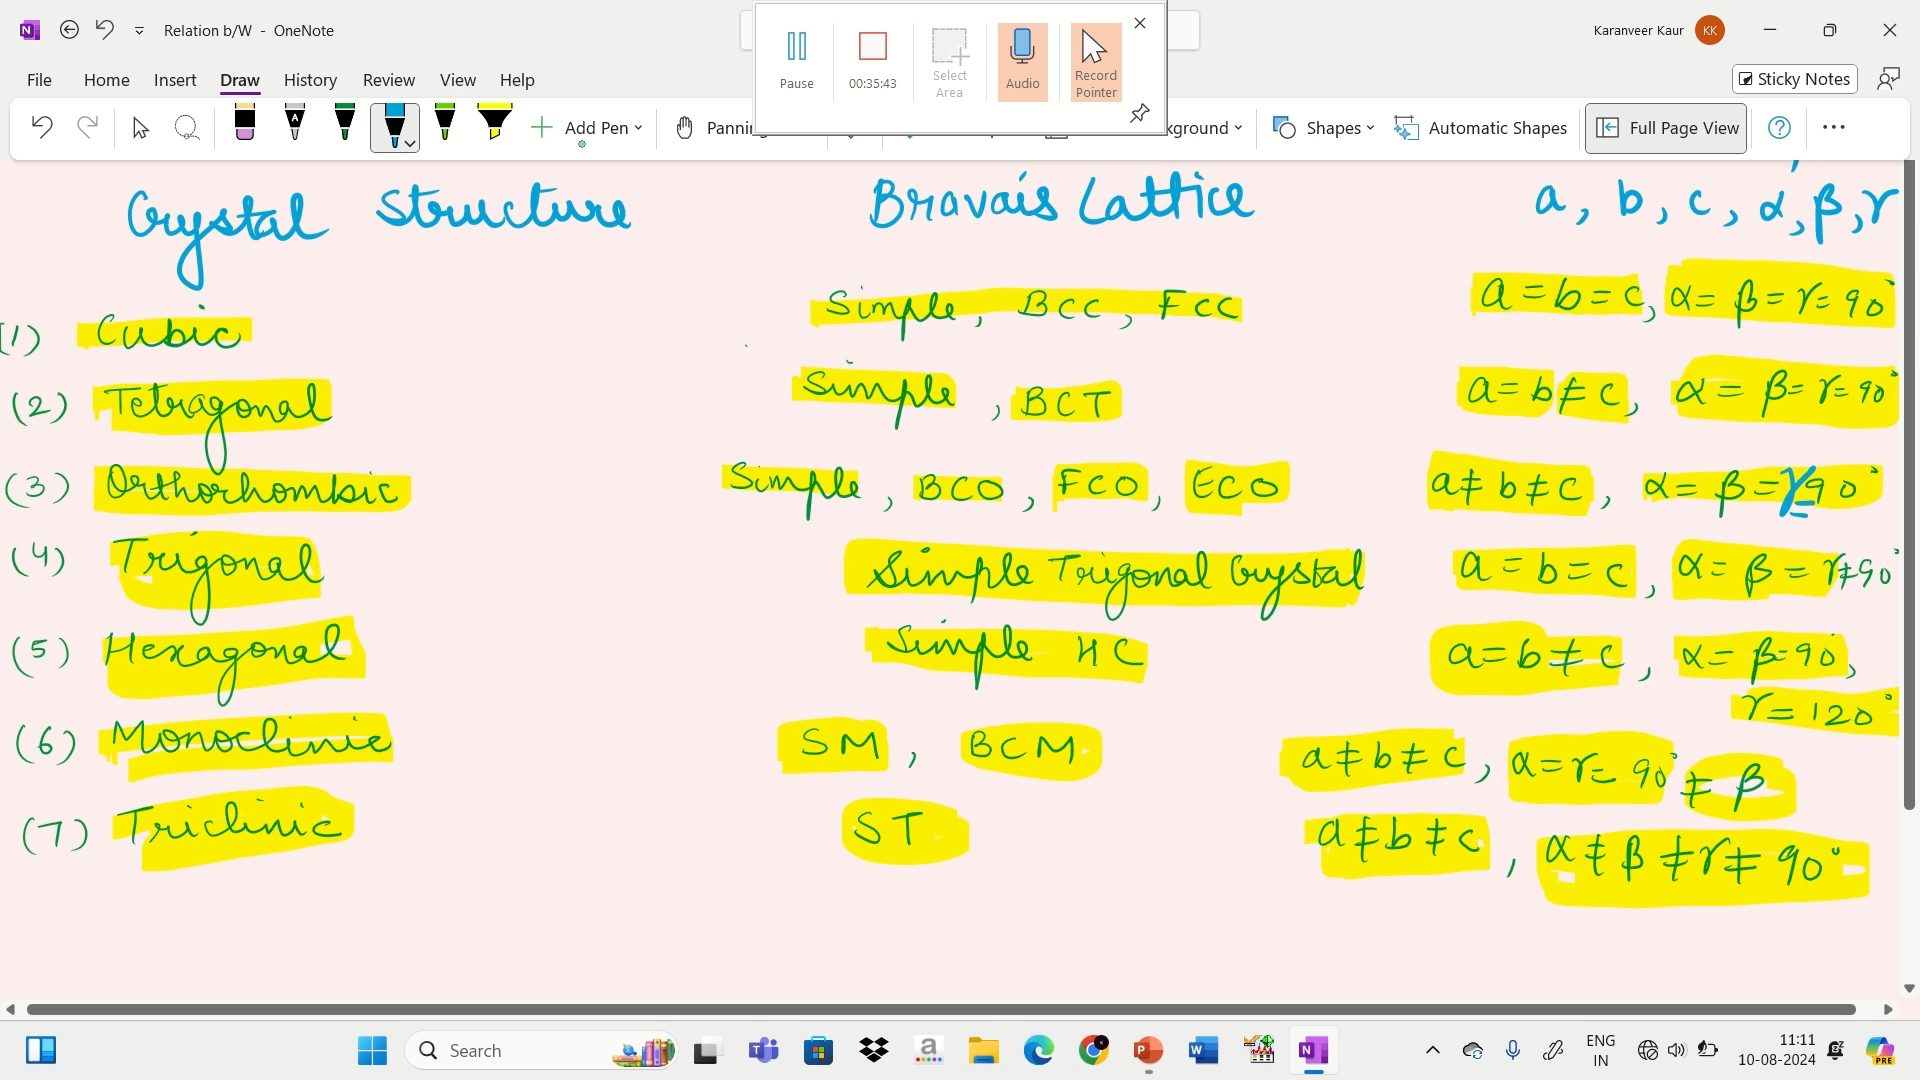 Relation b/W - OneNote
Karanveer Kaur KK
Pause
00:35:43
Select Area
Audio
Record Pointer
File Home Insert Draw History Review View Help
Sticky Notes
Add Pen
Shapes
Automatic Shapes
Full Page View
Crystal Structure Bravais Lattice a, b, c, α, β, γ
(1) Cubic Simple, BCC, FCC a = b = c, α = β = γ = 90°
(2) Tetragonal Simple, BCT a = b ≠ c, α = β = γ = 90°
(3) Orthorhombic Simple, BCO, FCO, ECO a ≠ b ≠ c, α = β = γ = 90°
(4) Trigonal Simple Trigonal Crystal a = b = c, α = β = γ ≠ 90°
(5) Hexagonal Simple HC a = b ≠ c, α = β = 90°,
γ = 120°
(6) Monoclinic SM, BCM a ≠ b ≠ c, α = γ = 90° ≠ β
(7) Triclinic ST a ≠ b ≠ c, α ≠ β ≠ γ ≠ 90°
Search
ENG
IN
11:11
10-08-2024
PRE